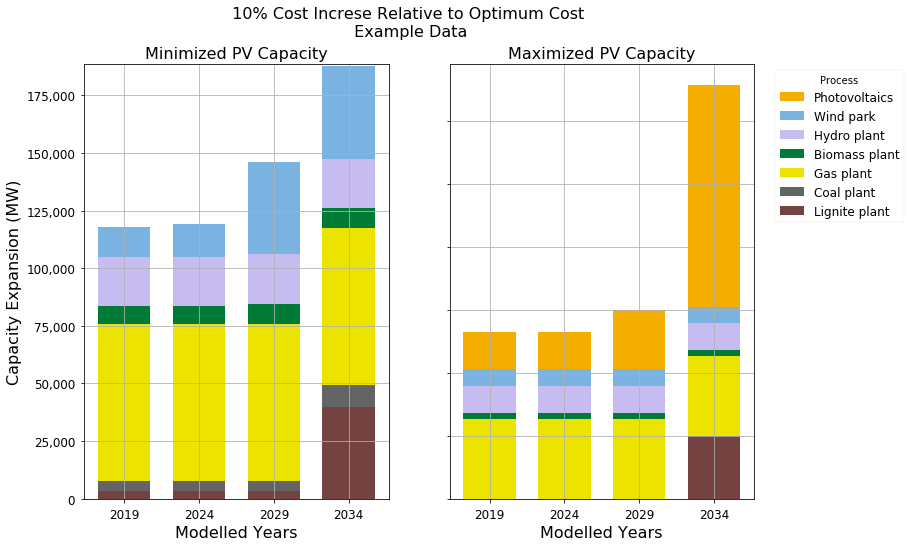 10% Cost Increse Relative to Optimum Cost
Example Data
Minimized PV Capacity
Maximized PV Capacity
Capacity Expansion (MW)
175,000
150,000
125,000
100,000
75,000
50,000
25,000
0
2019
2024
2029
2034
Modelled Years
2019
2024
2029
2034
Modelled Years
Process
Photovoltaics
Wind park
Hydro plant
Biomass plant
Gas plant
Coal plant
Lignite plant